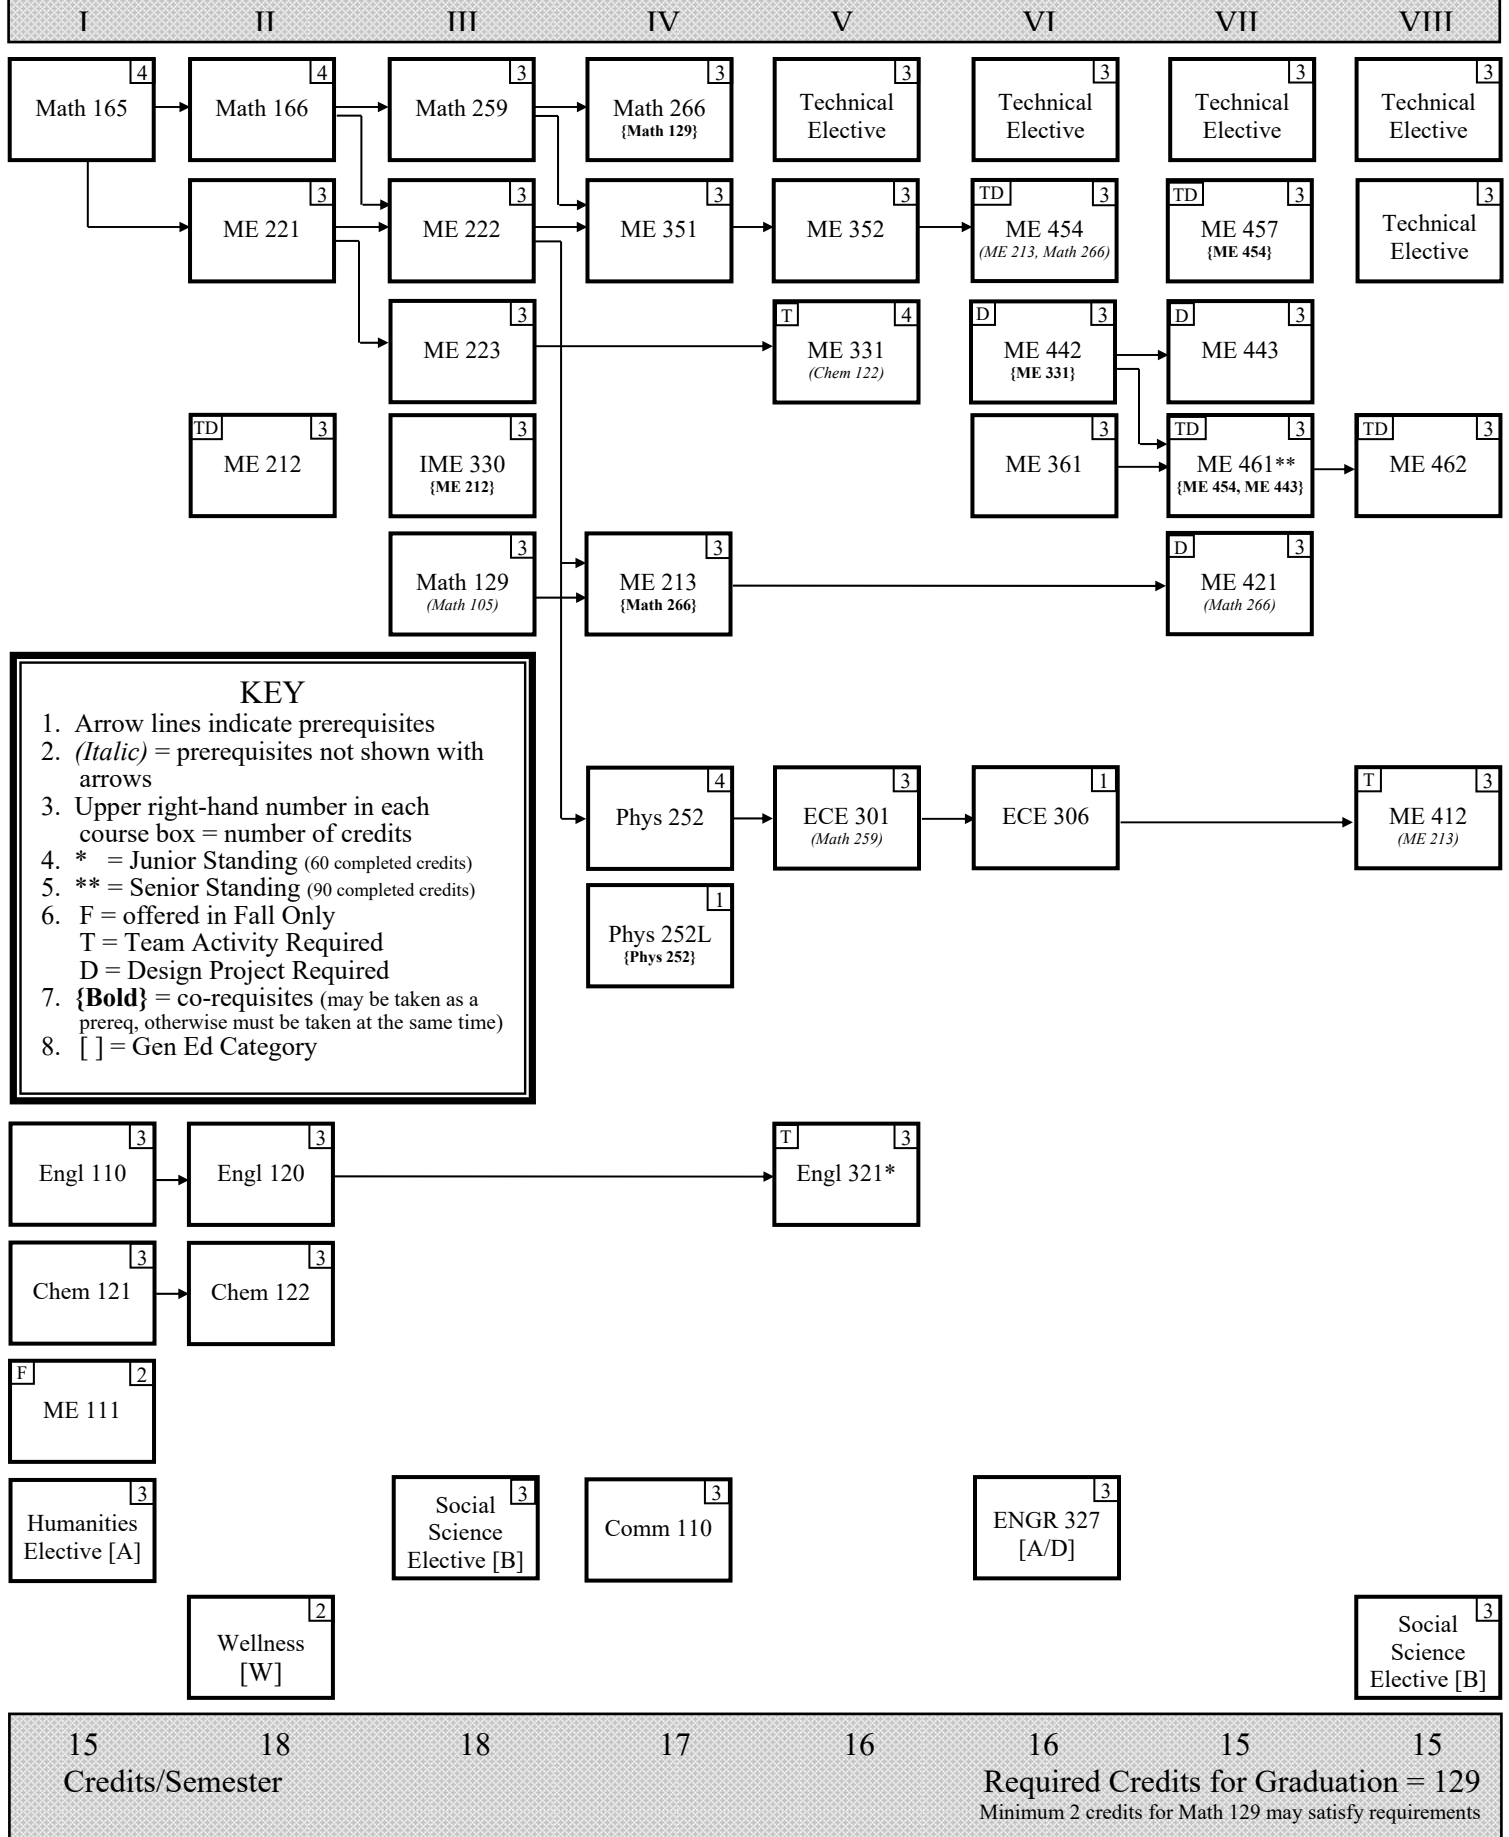 I II III IV V VI VII VIII
4 4 3 3 3 3 3 3
Math 165 Math 166 Math 259 Math 266 Technical Technical Technical Technical
{Math 129} Elective Elective Elective Elective
3 3 3 3 TD 3 TD 3 3
ME 221 ME 222 ME 351 ME 352 ME 454 ME 457 Technical
(ME 213, Math 266) {ME 454} Elective
3 T 4 D 3 D 3
ME 223 ME 331 ME 442 ME 443
(Chem 122) {ME 331}
TD 3 3 3 TD 3 TD 3
ME 212 IME 330 ME 361 ME 461** ME 462
{ME 212} {ME 454, ME 443}
3 3 D 3
Math 129 ME 213 ME 421
(Math 105) {Math 266} (Math 266)
KEY
1. Arrow lines indicate prerequisites
2. (Italic) = prerequisites not shown with
arrows
3. Upper right-hand number in each
course box = number of credits
4. * = Junior Standing (60 completed credits)
5. ** = Senior Standing (90 completed credits)
6. F = offered in Fall Only
T = Team Activity Required
D = Design Project Required
7. {Bold} = co-requisites (may be taken as a
prereq, otherwise must be taken at the same time)
8. [ ] = Gen Ed Category
4 3 1 T 3
Phys 252 ECE 301 ECE 306 ME 412
(Math 259) (ME 213)
1
Phys 252L
{Phys 252}
3 3 T 3
Engl 110 Engl 120 Engl 321*
3 3
Chem 121 Chem 122
F 2
ME 111
3 3 3 3
Humanities Social Comm 110 ENGR 327
Elective [A] Science [A/D]
Elective [B]
2 3
Wellness Social
[W] Science
Elective [B]
15 18 18 17 16 16 15 15
Credits/Semester Required Credits for Graduation = 129
Minimum 2 credits for Math 129 may satisfy requirements